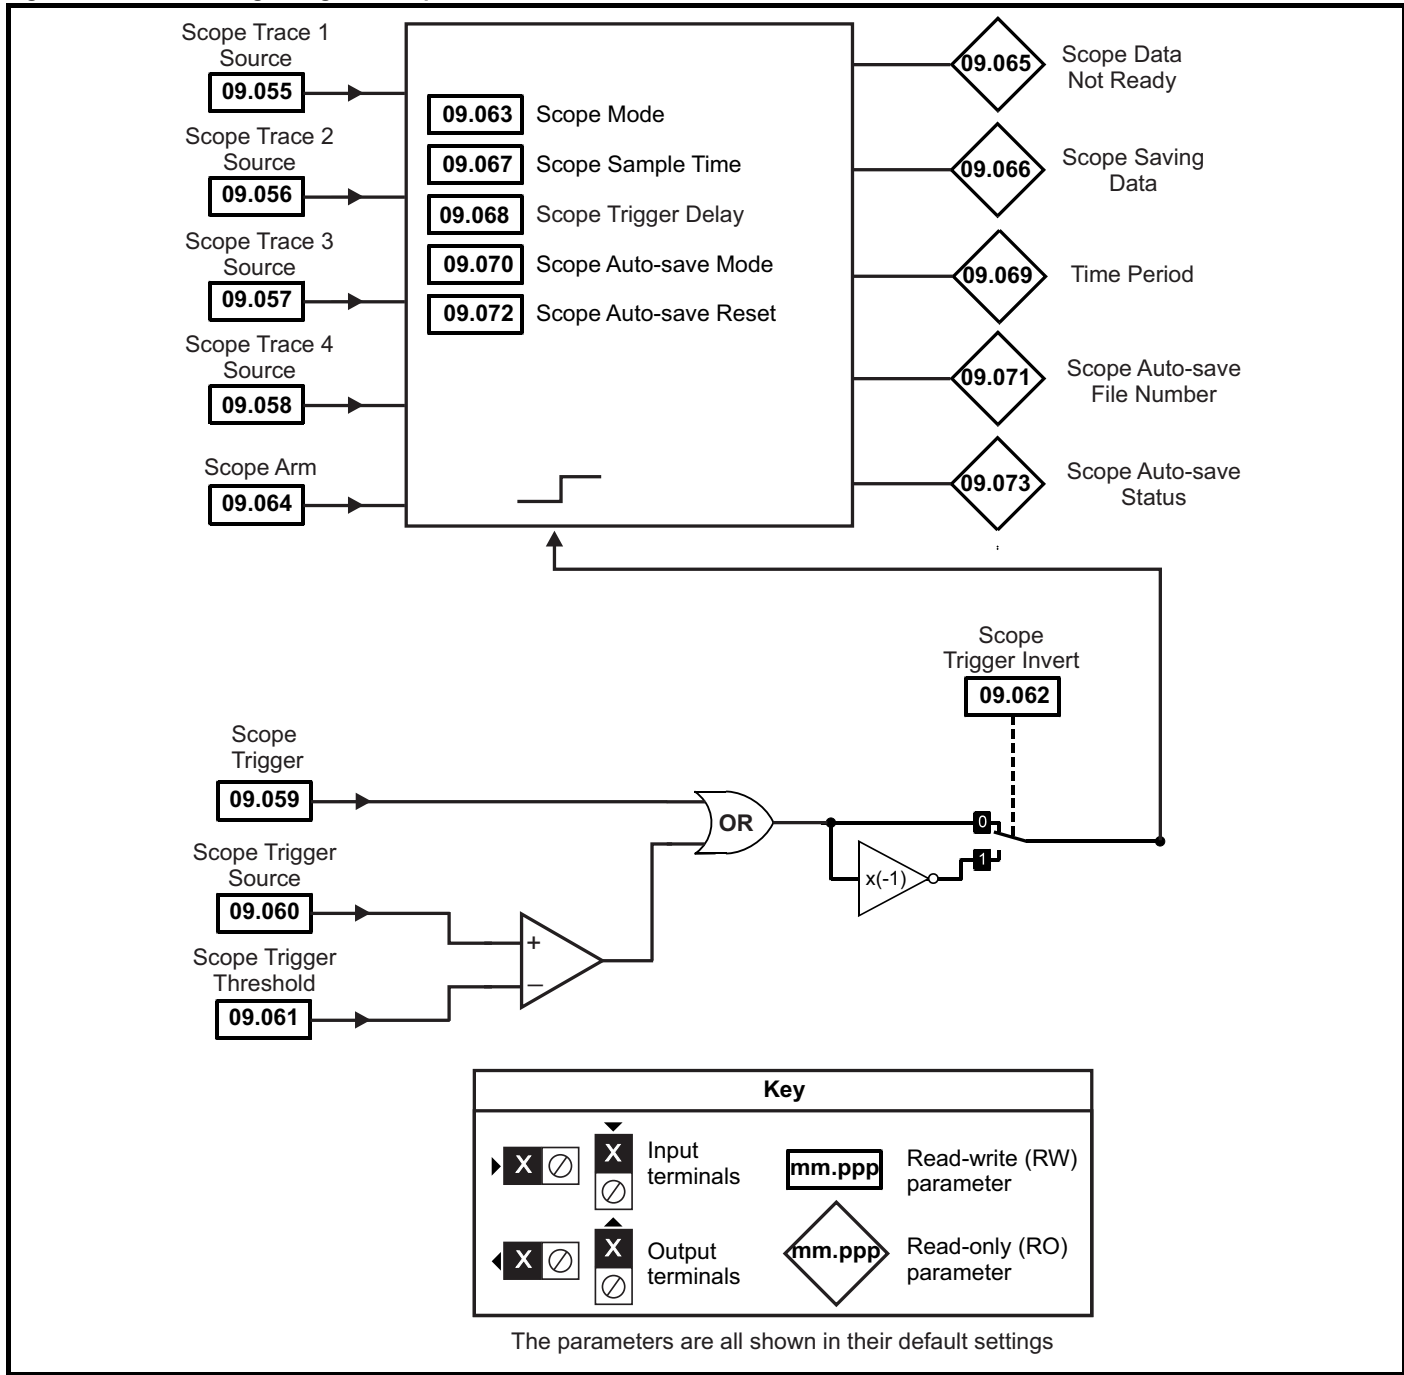 Scope Trace 1
Source
09.055
Scope Trace 2
Source
09.056
Scope Trace 3
Source
09.057
Scope Trace 4
Source
09.058
Scope Arm
09.064
09.063 Scope Mode
09.067 Scope Sample Time
09.068 Scope Trigger Delay
09.070 Scope Auto-save Mode
09.072 Scope Auto-save Reset
09.065
Scope Data
Not Ready
09.066
Scope Saving
Data
09.069
Time Period
09.071
Scope Auto-save
File Number
09.073
Scope Auto-save
Status
Scope
Trigger Invert
09.062
Scope
Trigger
09.059
OR
0
1
x(-1)
Scope Trigger
Source
09.060
+
Scope Trigger
Threshold
–
09.061
Key
X
X
Input
terminals
mm.ppp
Read-write (RW)
parameter
X
X
Output
terminals
mm.ppp
Read-only (RO)
parameter
The parameters are all shown in their default settings